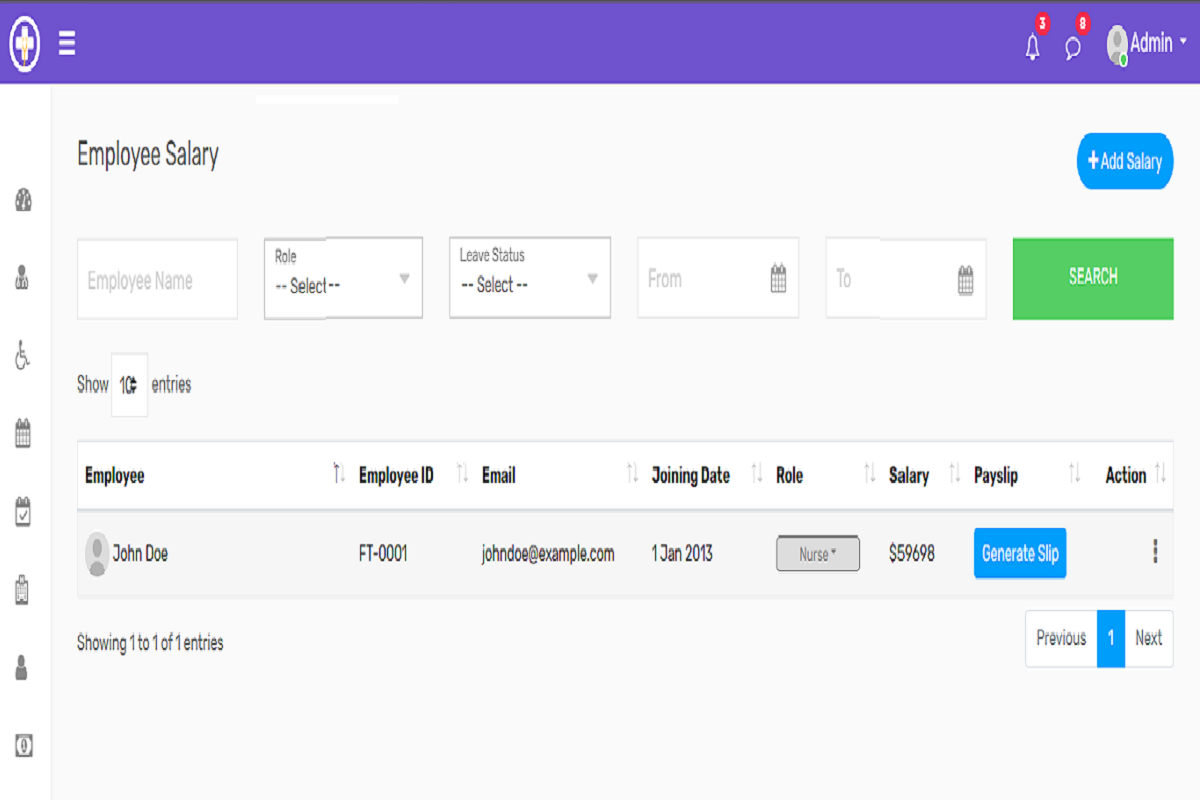 3 8 Admin
Employee Salary
+ Add Salary
Employee Name
Role
-- Select --
Leave Status
-- Select --
From
To
SEARCH
Show 10 entries
Employee Employee ID Email Joining Date Role Salary Payslip Action
John Doe FT-0001 johndoe@example.com 1 Jan 2013 Nurse $59698 Generate Slip
Showing 1 to 1 of 1 entries
Previous 1 Next